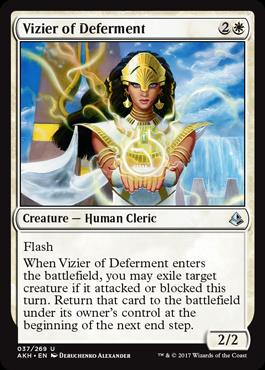 Vizier of Deferment 2
Creature — Human Cleric
Flash
When Vizier of Deferment enters
the battlefield, you may exile target
creature if it attacked or blocked this
turn. Return that card to the battlefield
under its owner's control at the
beginning of the next end step.
2/2
037/269 U
AKH • EN Deruchenko Alexander
™ & © 2017 Wizards of the Coast